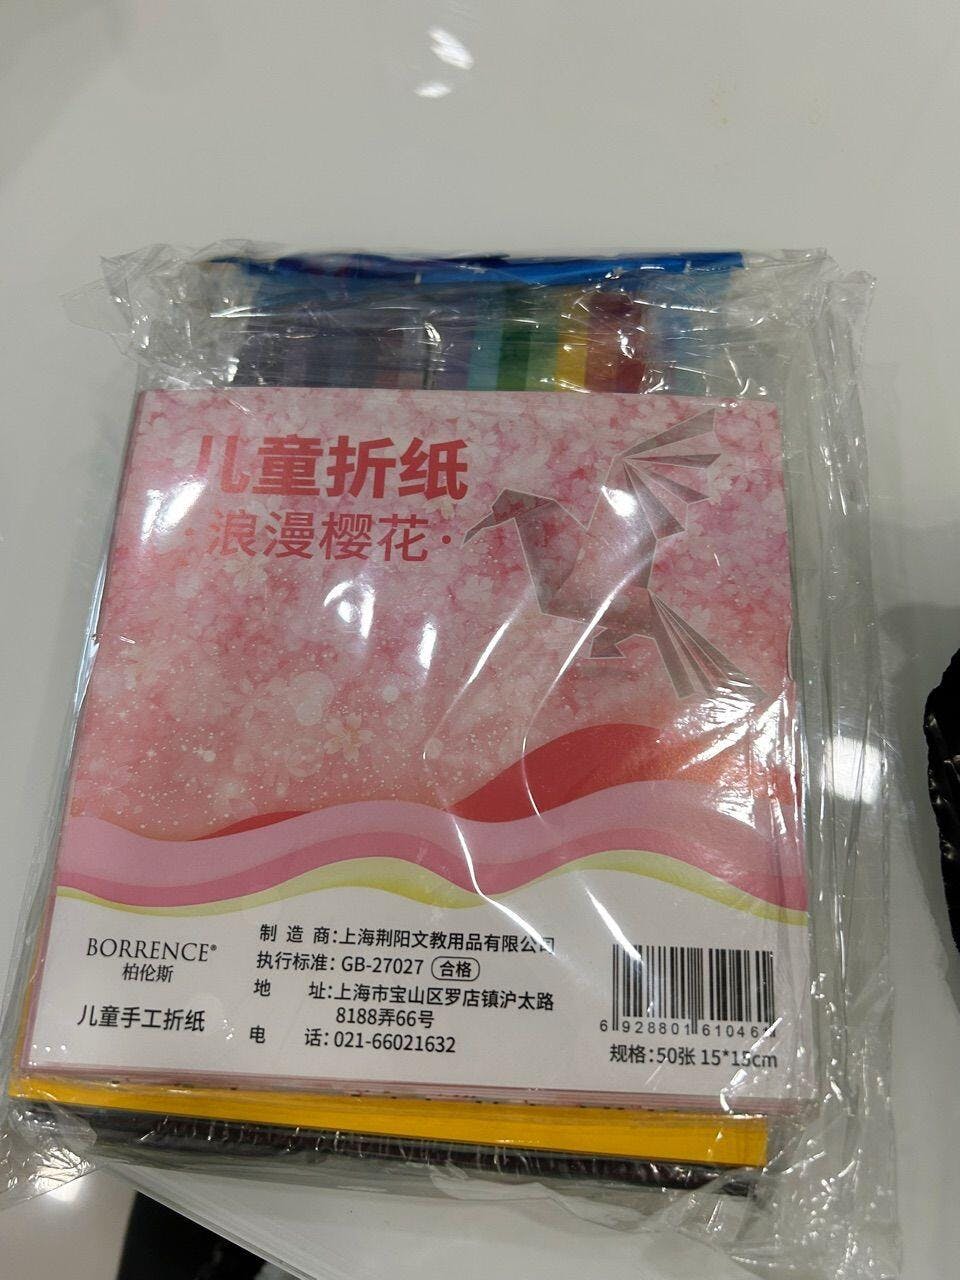 儿童折纸
·浪漫樱花·
BORRENCE®
柏伦斯
儿童手工折纸
制造商:上海荆阳文教用品有限公司
执行标准:GB-27027 合格
地址:上海市宝山区罗店镇沪太路
8188弄66号
电话:021-66021632
6 928801 610461
规格:50张 15*15cm